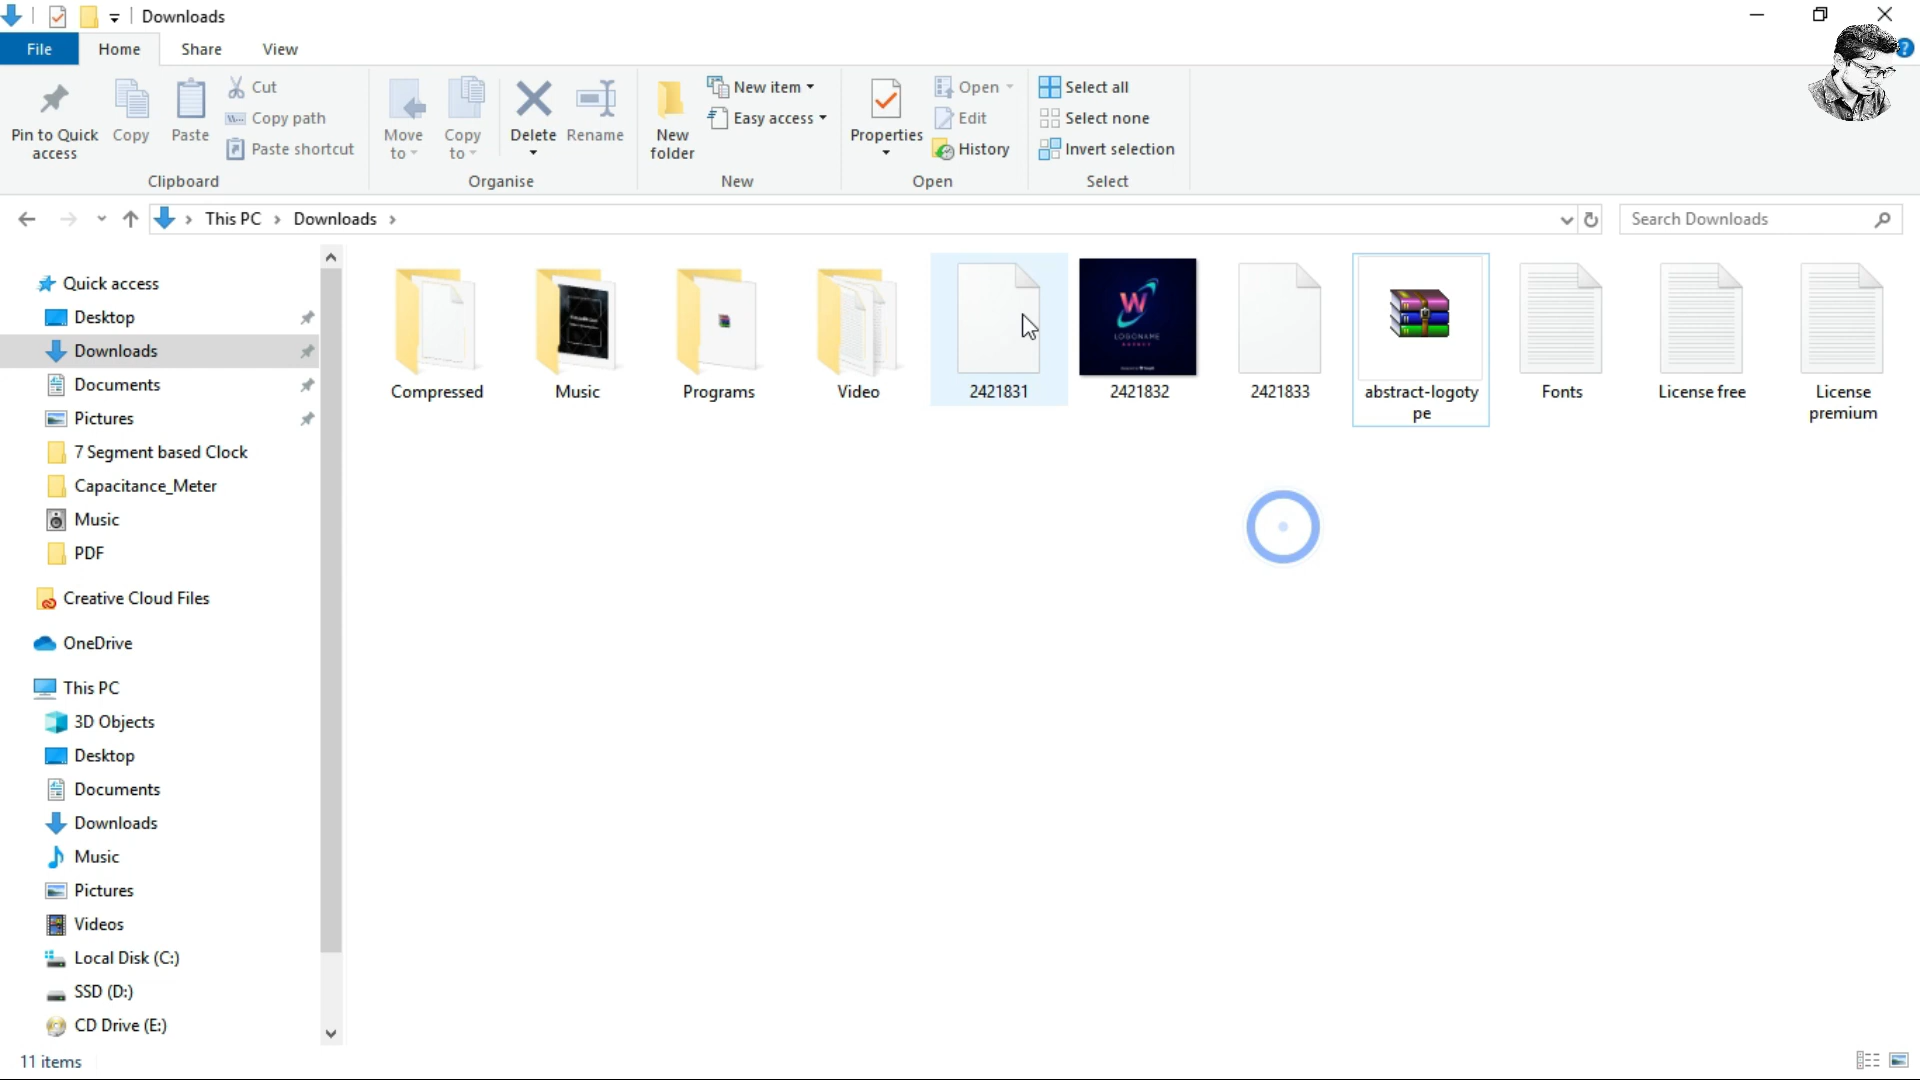 Downloads
File Home Share View
Pin to Quick access
Copy
Paste
Cut
Copy path
Paste shortcut
Clipboard
Move to
Copy to
Delete
Rename
Organise
New folder
New item
Easy access
New
Properties
Open
Edit
History
Open
Select all
Select none
Invert selection
Select
This PC > Downloads >
Search Downloads
Quick access
Desktop
Downloads
Documents
Pictures
7 Segment based Clock
Capacitance_Meter
Music
PDF
Creative Cloud Files
OneDrive
This PC
3D Objects
Desktop
Documents
Downloads
Music
Pictures
Videos
Local Disk (C:)
SSD (D:)
CD Drive (E:)
Compressed
Music
Programs
Video
2421831
W
LOGONAME
2421832
2421833
abstract-logoty
pe
Fonts
License free
License
premium
11 items